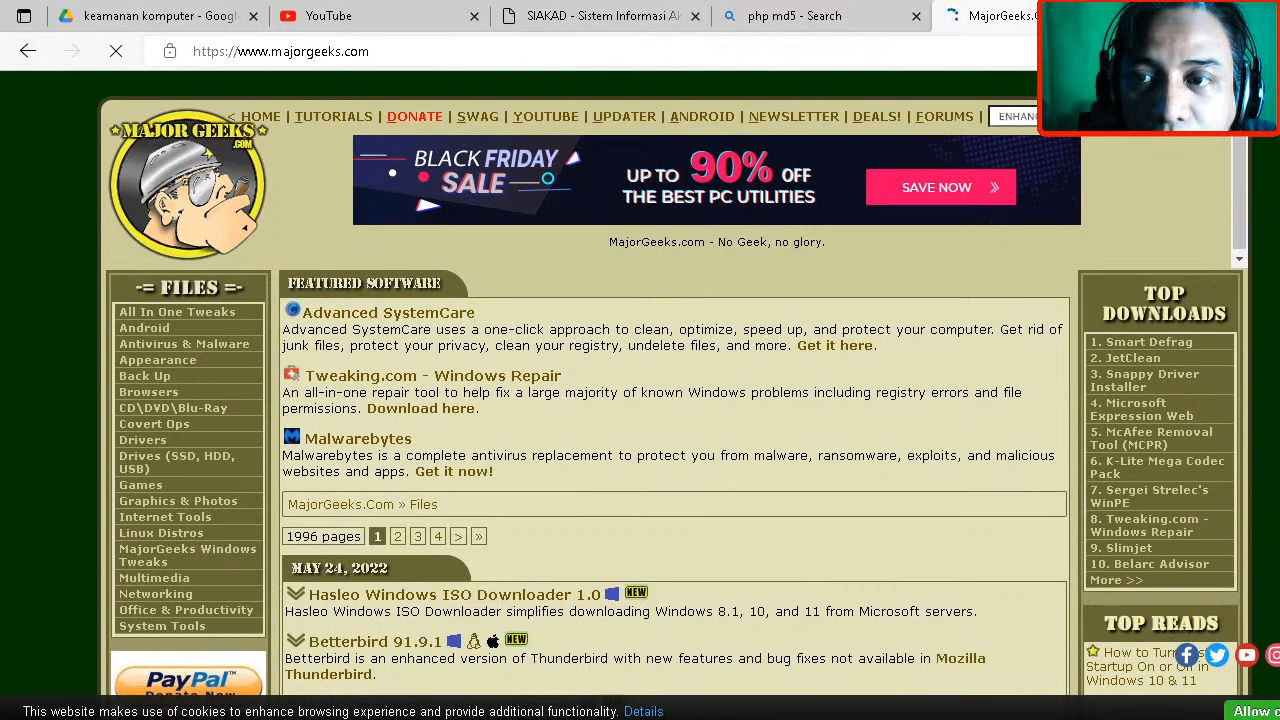 keamanan komputer - Google
YouTube
SIAKAD - Sistem Informasi Ak
php md5 - Search
MajorGeeks.C
https://www.majorgeeks.com
MAJOR GEEKS
.COM
< HOME | TUTORIALS | DONATE | SWAG | YOUTUBE | UPDATER | ANDROID | NEWSLETTER | DEALS! | FORUMS |
ENHANC
BLACK FRIDAY
SALE
UP TO 90% OFF
THE BEST PC UTILITIES
SAVE NOW
MajorGeeks.com - No Geek, no glory.
-= FILES =-
All In One Tweaks
Android
Antivirus & Malware
Appearance
Back Up
Browsers
CD\DVD\Blu-Ray
Covert Ops
Drivers
Drives (SSD, HDD,
USB)
Games
Graphics & Photos
Internet Tools
Linux Distros
MajorGeeks Windows
Tweaks
Multimedia
Networking
Office & Productivity
System Tools
PayPal
Donate Now
FEATURED SOFTWARE
Advanced SystemCare
Advanced SystemCare uses a one-click approach to clean, optimize, speed up, and protect your computer. Get rid of
junk files, protect your privacy, clean your registry, undelete files, and more. Get it here.
Tweaking.com - Windows Repair
An all-in-one repair tool to help fix a large majority of known Windows problems including registry errors and file
permissions. Download here.
Malwarebytes
Malwarebytes is a complete antivirus replacement to protect you from malware, ransomware, exploits, and malicious
websites and apps. Get it now!
MajorGeeks.Com » Files
1996 pages 1 2 3 4 > »
MAY 24, 2022
Hasleo Windows ISO Downloader 1.0 NEW
Hasleo Windows ISO Downloader simplifies downloading Windows 8.1, 10, and 11 from Microsoft servers.
Betterbird 91.9.1 NEW
Betterbird is an enhanced version of Thunderbird with new features and bug fixes not available in Mozilla
Thunderbird.
TOP
DOWNLOADS
1. Smart Defrag
2. JetClean
3. Snappy Driver
Installer
4. Microsoft
Expression Web
5. McAfee Removal
Tool (MCPR)
6. K-Lite Mega Codec
Pack
7. Sergei Strelec's
WinPE
8. Tweaking.com -
Windows Repair
9. Slimjet
10. Belarc Advisor
More >>
TOP READS
How to Turn
Startup On or Off in
Windows 10 & 11
This website makes use of cookies to enhance browsing experience and provide additional functionality. Details
Allow c